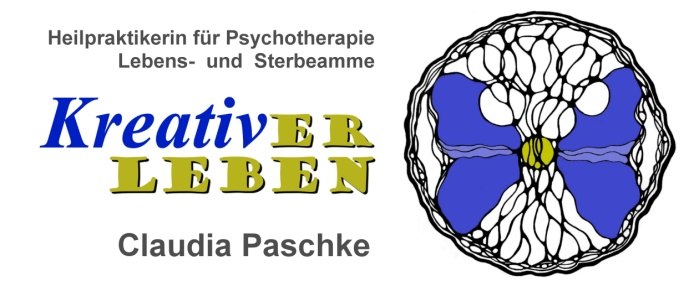 Heilpraktikerin für Psychotherapie
Lebens- und Sterbeamme
KreativER
LEBEN
Claudia Paschke